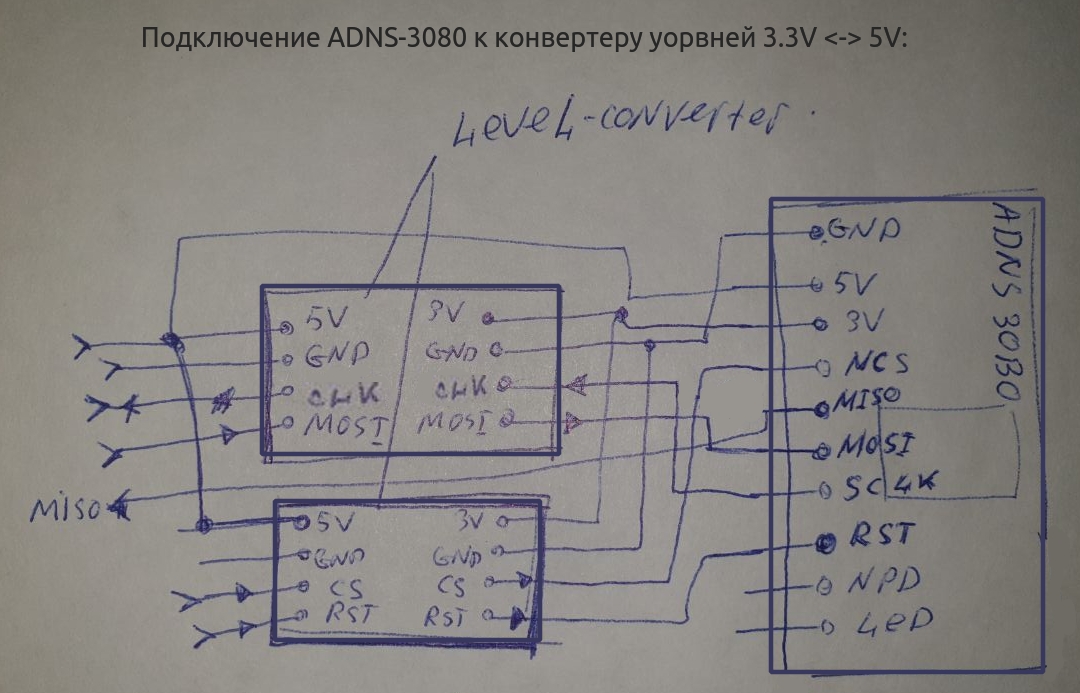 Подключение ADNS-3080 к конвертеру уорвней 3.3V <-> 5V:
LeveL-converter
5V 3V
GND GND
CLK CLK
MOSI MOSI
MISO
5V 3V
GND GND
CS CS
RST RST
ADNS 3080
GND
5V
3V
NCS
MISO
MOSI
SCLK
RST
NPD
LeD